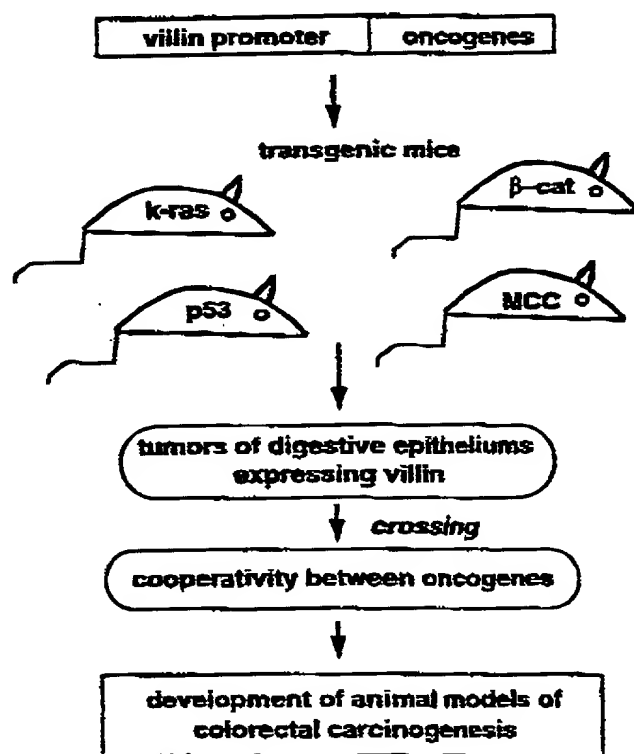 villin promoter oncogenes
transgenic mice
k-ras β-cat
p53 MCC
tumors of digestive epitheliums
expressing villin
crossing
cooperativity between oncogenes
development of animal models of
colorectal carcinogenesis